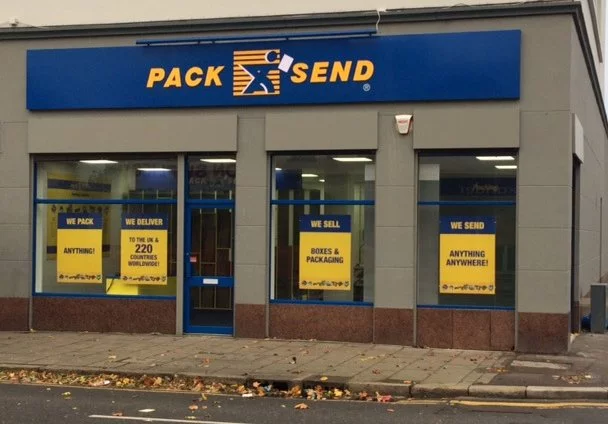 PACK SEND
®
WE PACK
ANYTHING!
WE DELIVER
TO THE UK &
220
COUNTRIES
WORLDWIDE!
WE SELL
BOXES &
PACKAGING
WE SEND
ANYTHING
ANYWHERE!